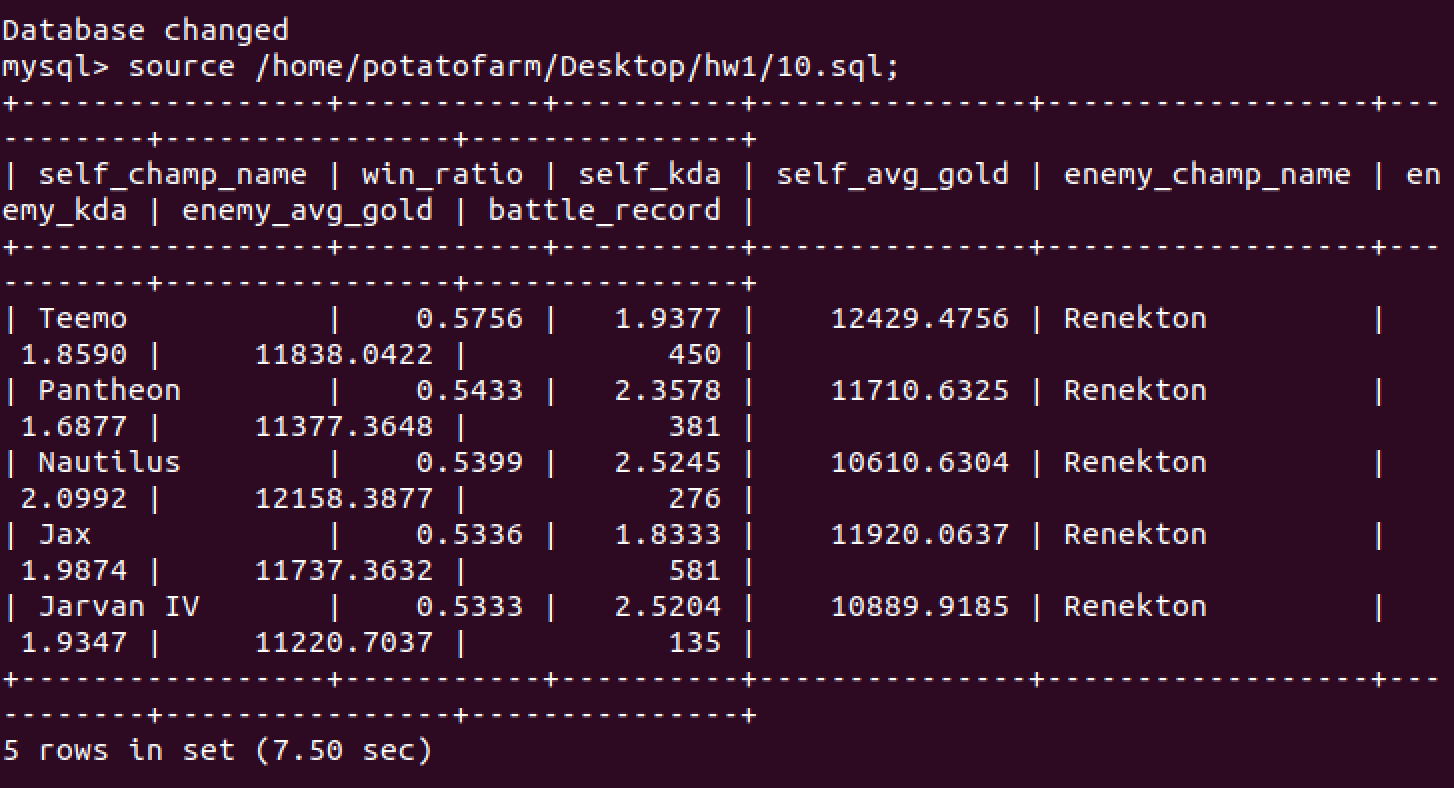 Database changed
mysql> source /home/potatofarm/Desktop/hw1/10.sql;
+-----------------+-----------+----------+---------------+------------------+---
--------+----------------+---------------+
| self_champ_name | win_ratio | self_kda | self_avg_gold | enemy_champ_name | en
emy_kda | enemy_avg_gold | battle_record |
+-----------------+-----------+----------+---------------+------------------+---
--------+----------------+---------------+
| Teemo           |    0.5756 |   1.9377 |    12429.4756 | Renekton         |
 1.8590 |     11838.0422 |           450 |
| Pantheon        |    0.5433 |   2.3578 |    11710.6325 | Renekton         |
 1.6877 |     11377.3648 |           381 |
| Nautilus        |    0.5399 |   2.5245 |    10610.6304 | Renekton         |
 2.0992 |     12158.3877 |           276 |
| Jax             |    0.5336 |   1.8333 |    11920.0637 | Renekton         |
 1.9874 |     11737.3632 |           581 |
| Jarvan IV       |    0.5333 |   2.5204 |    10889.9185 | Renekton         |
 1.9347 |     11220.7037 |           135 |
+-----------------+-----------+----------+---------------+------------------+---
--------+----------------+---------------+
5 rows in set (7.50 sec)